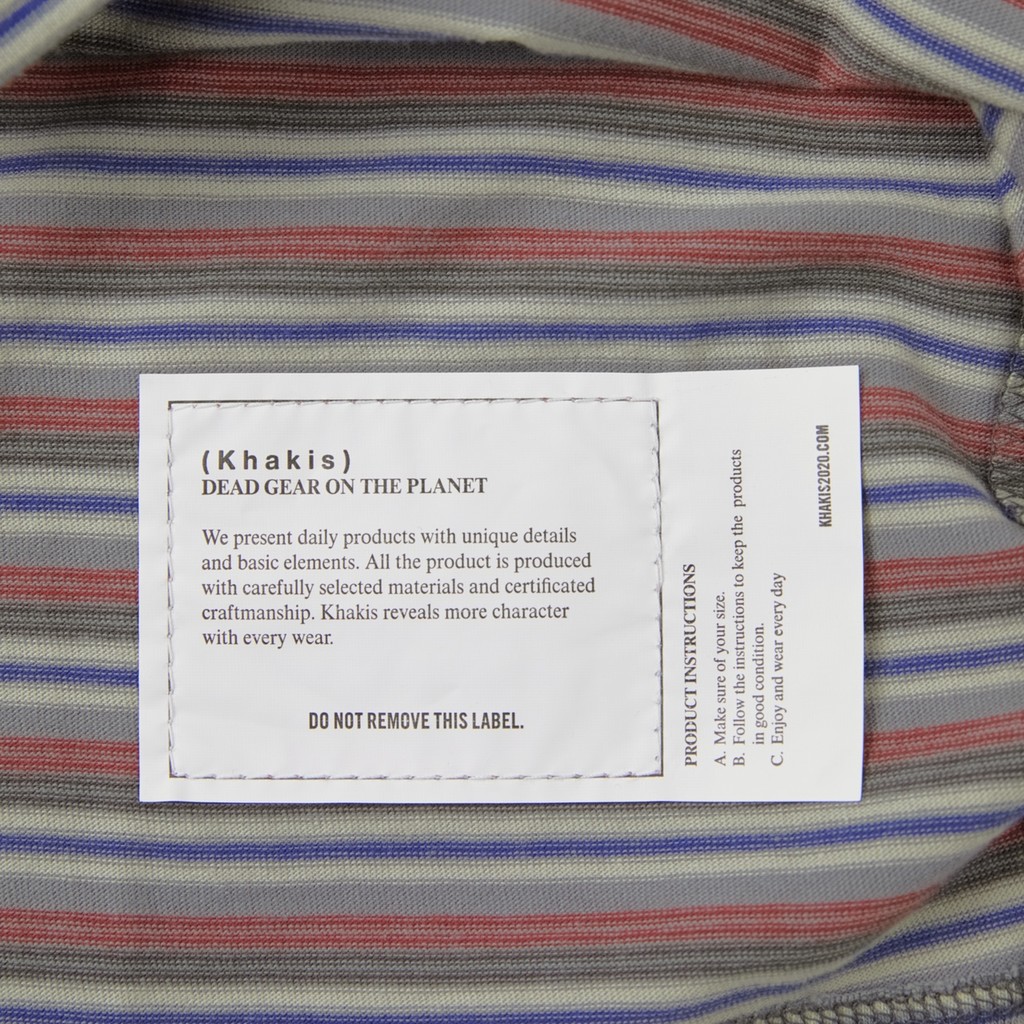 (Khakis)
DEAD GEAR ON THE PLANET
We present daily products with unique details
and basic elements. All the product is produced
with carefully selected materials and certificated
craftmanship. Khakis reveals more character
with every wear.
DO NOT REMOVE THIS LABEL.
PRODUCT INSTRUCTIONS
A. Make sure of your size.
B. Follow the instructions to keep the products
in good condition.
C. Enjoy and wear every day
KHAKIS2020.COM